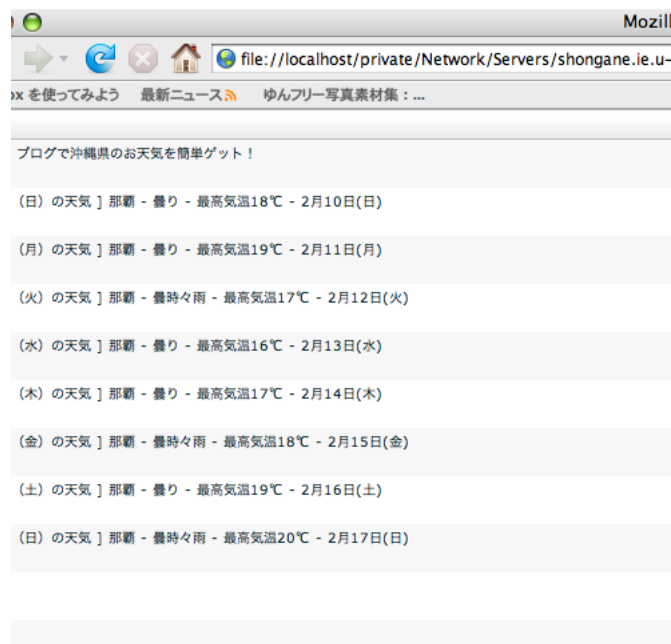 Mozill
file://localhost/private/Network/Servers/shongane.ie.u-
ox を使ってみよう 最新ニュース ゆんフリー写真素材集：...
ブログで沖縄県のお天気を簡単ゲット！
（日）の天気 ] 那覇 - 曇り - 最高気温18℃ - 2月10日(日)
（月）の天気 ] 那覇 - 曇り - 最高気温19℃ - 2月11日(月)
（火）の天気 ] 那覇 - 曇時々雨 - 最高気温17℃ - 2月12日(火)
（水）の天気 ] 那覇 - 曇り - 最高気温16℃ - 2月13日(水)
（木）の天気 ] 那覇 - 曇り - 最高気温17℃ - 2月14日(木)
（金）の天気 ] 那覇 - 曇時々雨 - 最高気温18℃ - 2月15日(金)
（土）の天気 ] 那覇 - 曇り - 最高気温19℃ - 2月16日(土)
（日）の天気 ] 那覇 - 曇時々雨 - 最高気温20℃ - 2月17日(日)